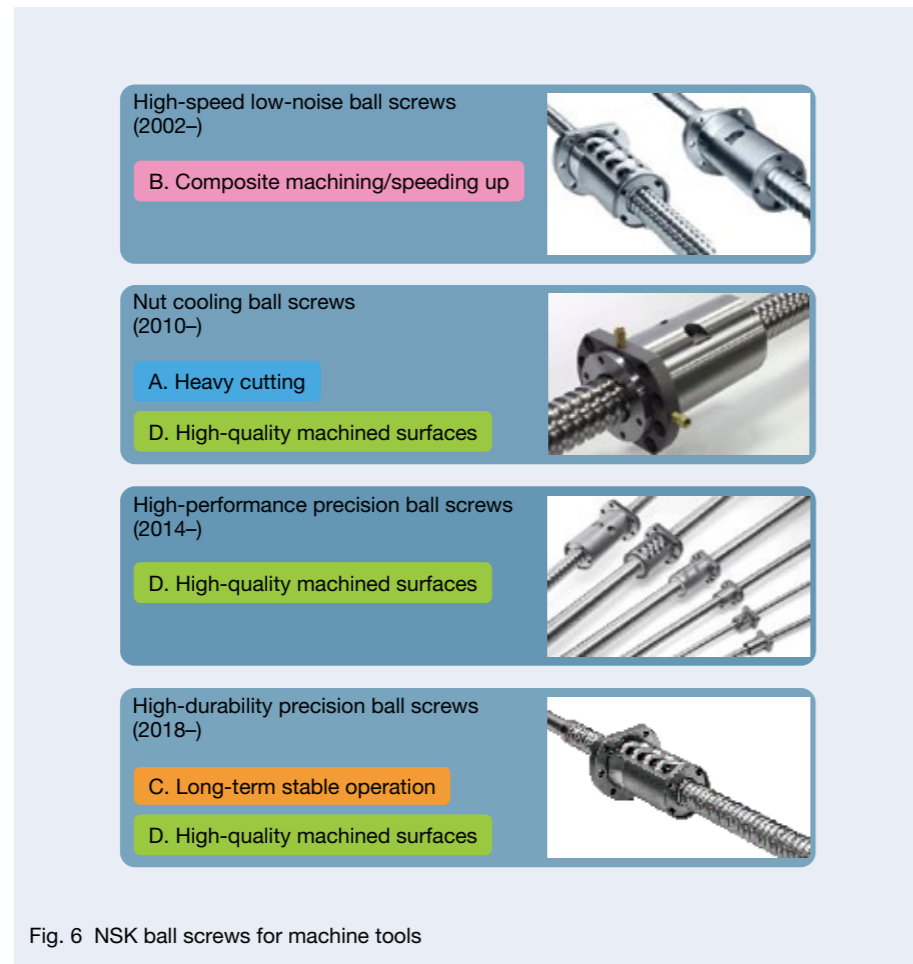 High-speed low-noise ball screws
(2002–)
B. Composite machining/speeding up
Nut cooling ball screws
(2010–)
A. Heavy cutting
D. High-quality machined surfaces
High-performance precision ball screws
(2014–)
D. High-quality machined surfaces
High-durability precision ball screws
(2018–)
C. Long-term stable operation
D. High-quality machined surfaces
Fig. 6 NSK ball screws for machine tools